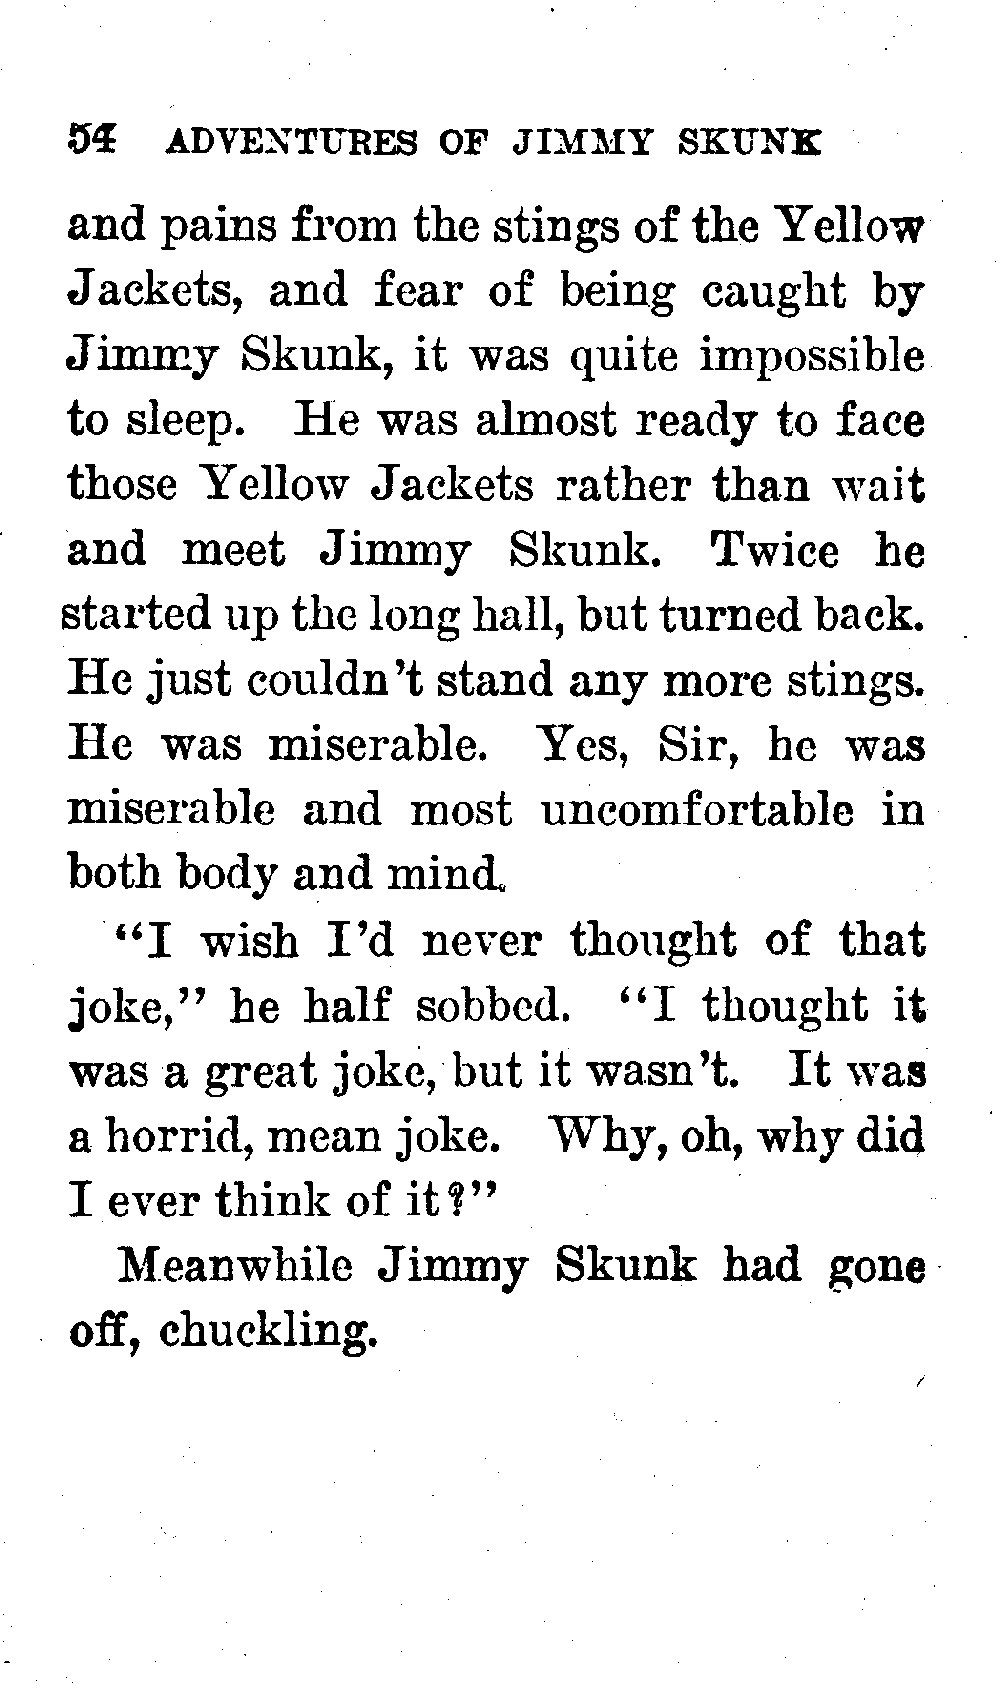 54 ADVENTURES OF JIMMY SKUNK
and pains from the stings of the Yellow
Jackets, and fear of being caught by
Jimmy Skunk, it was quite impossible
to sleep. He was almost ready to face
those Yellow Jackets rather than wait
and meet Jimmy Skunk. Twice he
started up the long hall, but turned back.
He just couldn't stand any more stings.
He was miserable. Yes, Sir, he was
miserable and most uncomfortable in
both body and mind.
"I wish I'd never thought of that
joke," he half sobbed. "I thought it
was a great joke, but it wasn't. It was
a horrid, mean joke. Why, oh, why did
I ever think of it?"
Meanwhile Jimmy Skunk had gone
off, chuckling.